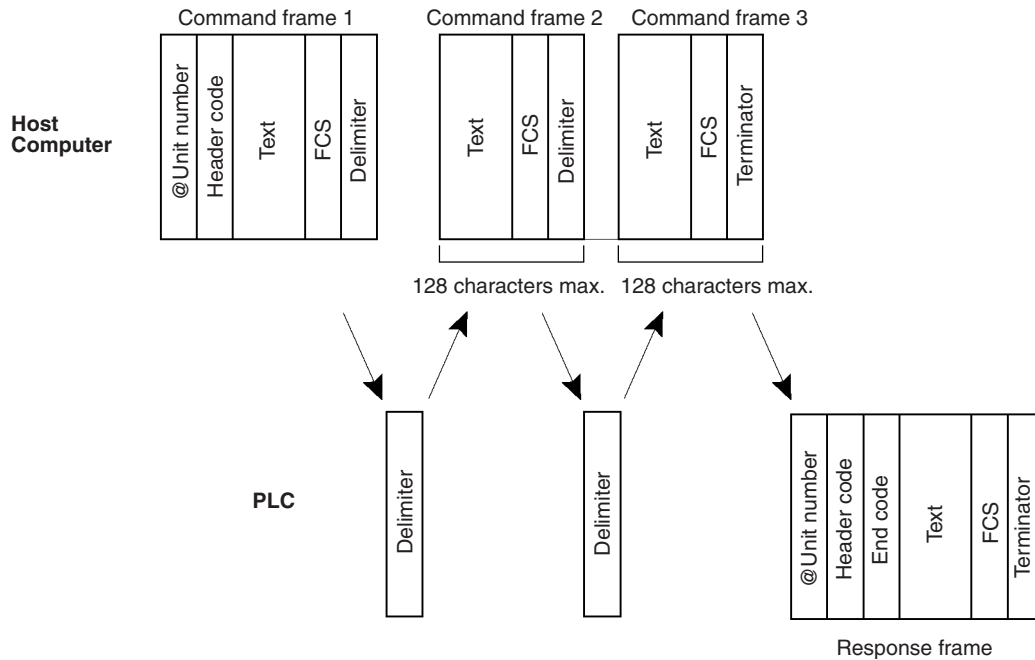 Command frame 1
Command frame 2
Command frame 3
Host
Computer
@Unit number
Header code
Text
FCS
Delimiter
Text
FCS
Delimiter
Text
FCS
Terminator
128 characters max.
128 characters max.
PLC
Delimiter
Delimiter
@Unit number
Header code
End code
Text
FCS
Terminator
Response frame